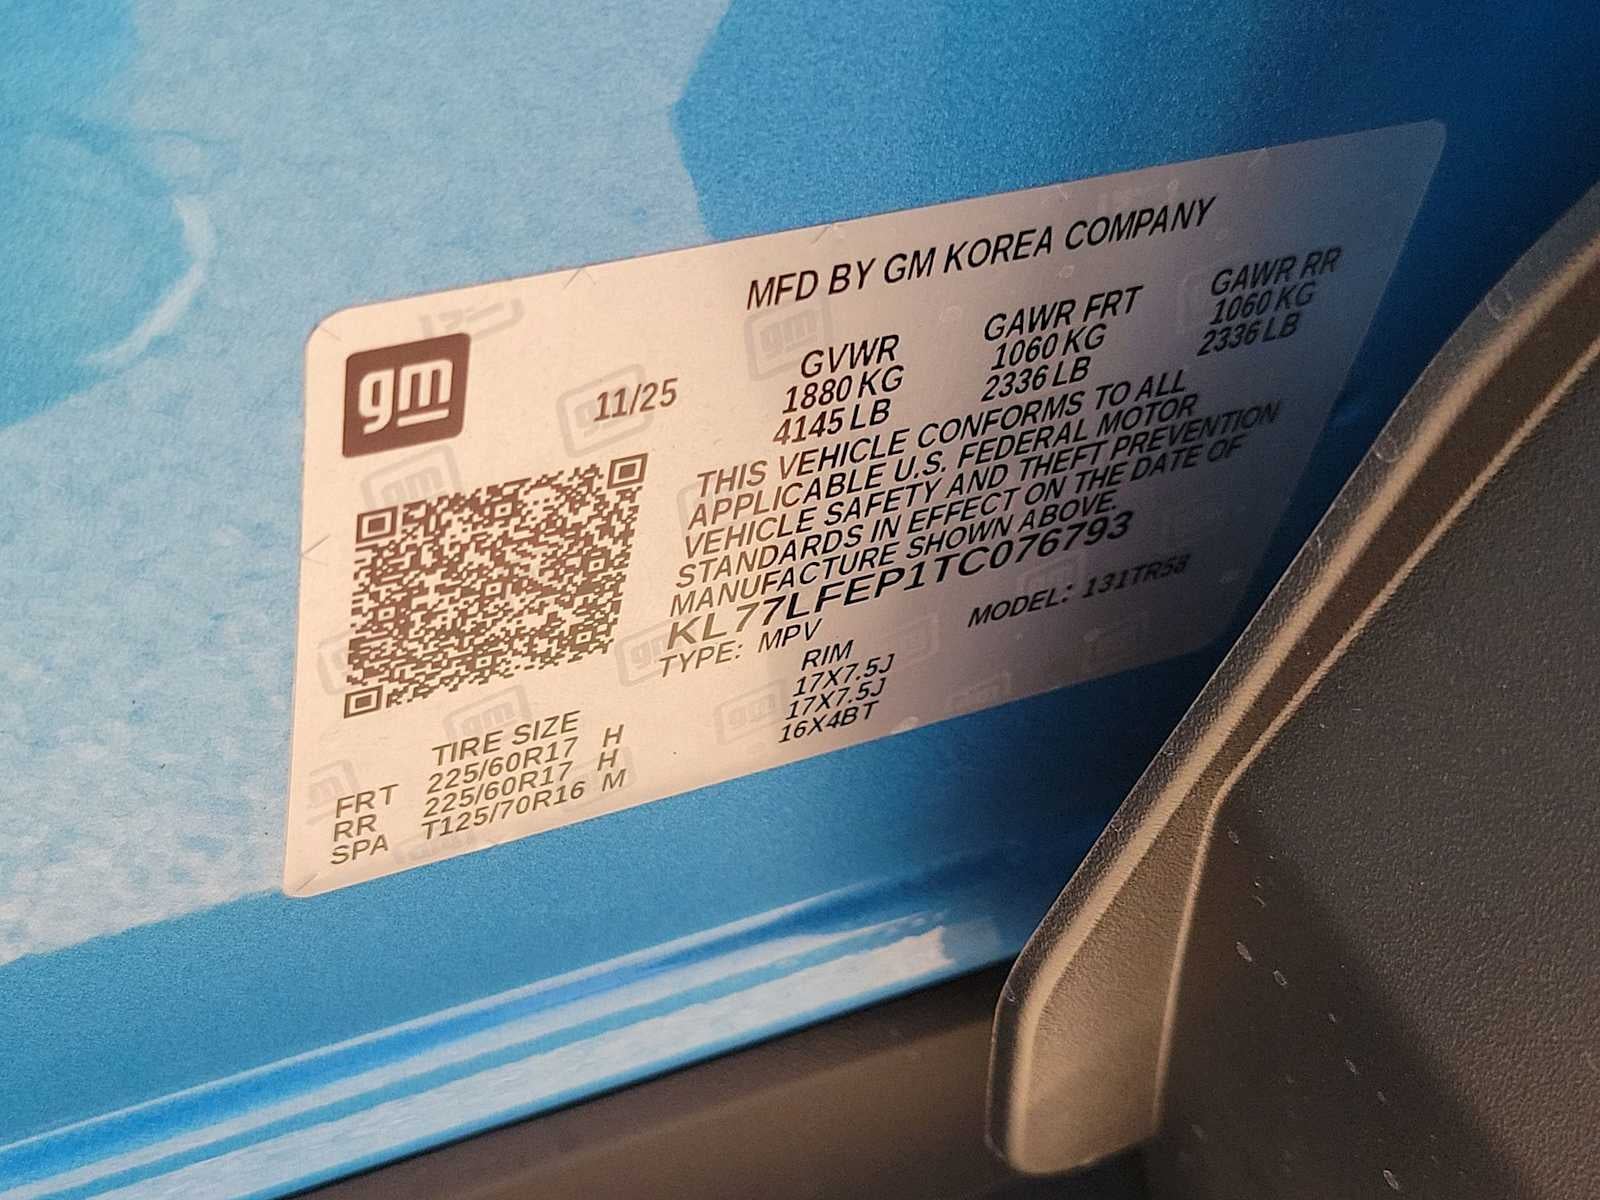 MFD BY GM KOREA COMPANY
gm
11/25
GVWR GAWR FRT GAWR RR
1880 KG 1060 KG 1060 KG
4145 LB 2336 LB 2336 LB
THIS VEHICLE CONFORMS TO ALL
APPLICABLE U.S. FEDERAL MOTOR
VEHICLE SAFETY AND THEFT PREVENTION
STANDARDS IN EFFECT ON THE DATE OF
MANUFACTURE SHOWN ABOVE.
KL77LFEP1TC076793
TYPE: MPV MODEL: 131TR58
TIRE SIZE RIM
FRT 225/60R17 H 17X7.5J
RR 225/60R17 H 17X7.5J
SPA T125/70R16 M 16X4BT